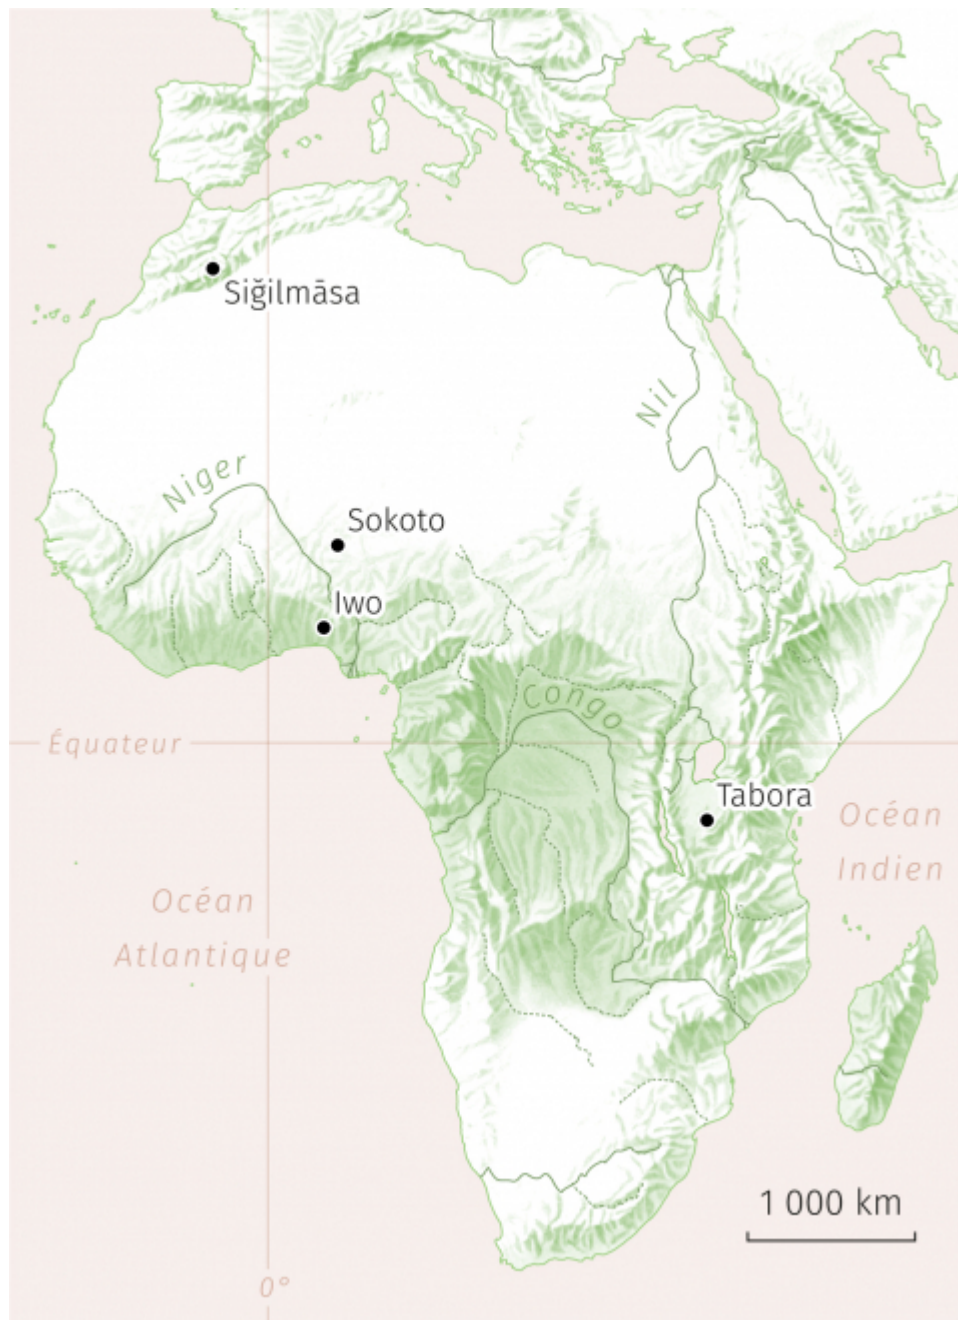 Siğilmāsa
Nil
Niger
Sokoto
Iwo
Congo
Équateur
Tabora
Océan
Indien
Océan
Atlantique
1 000 km
0°